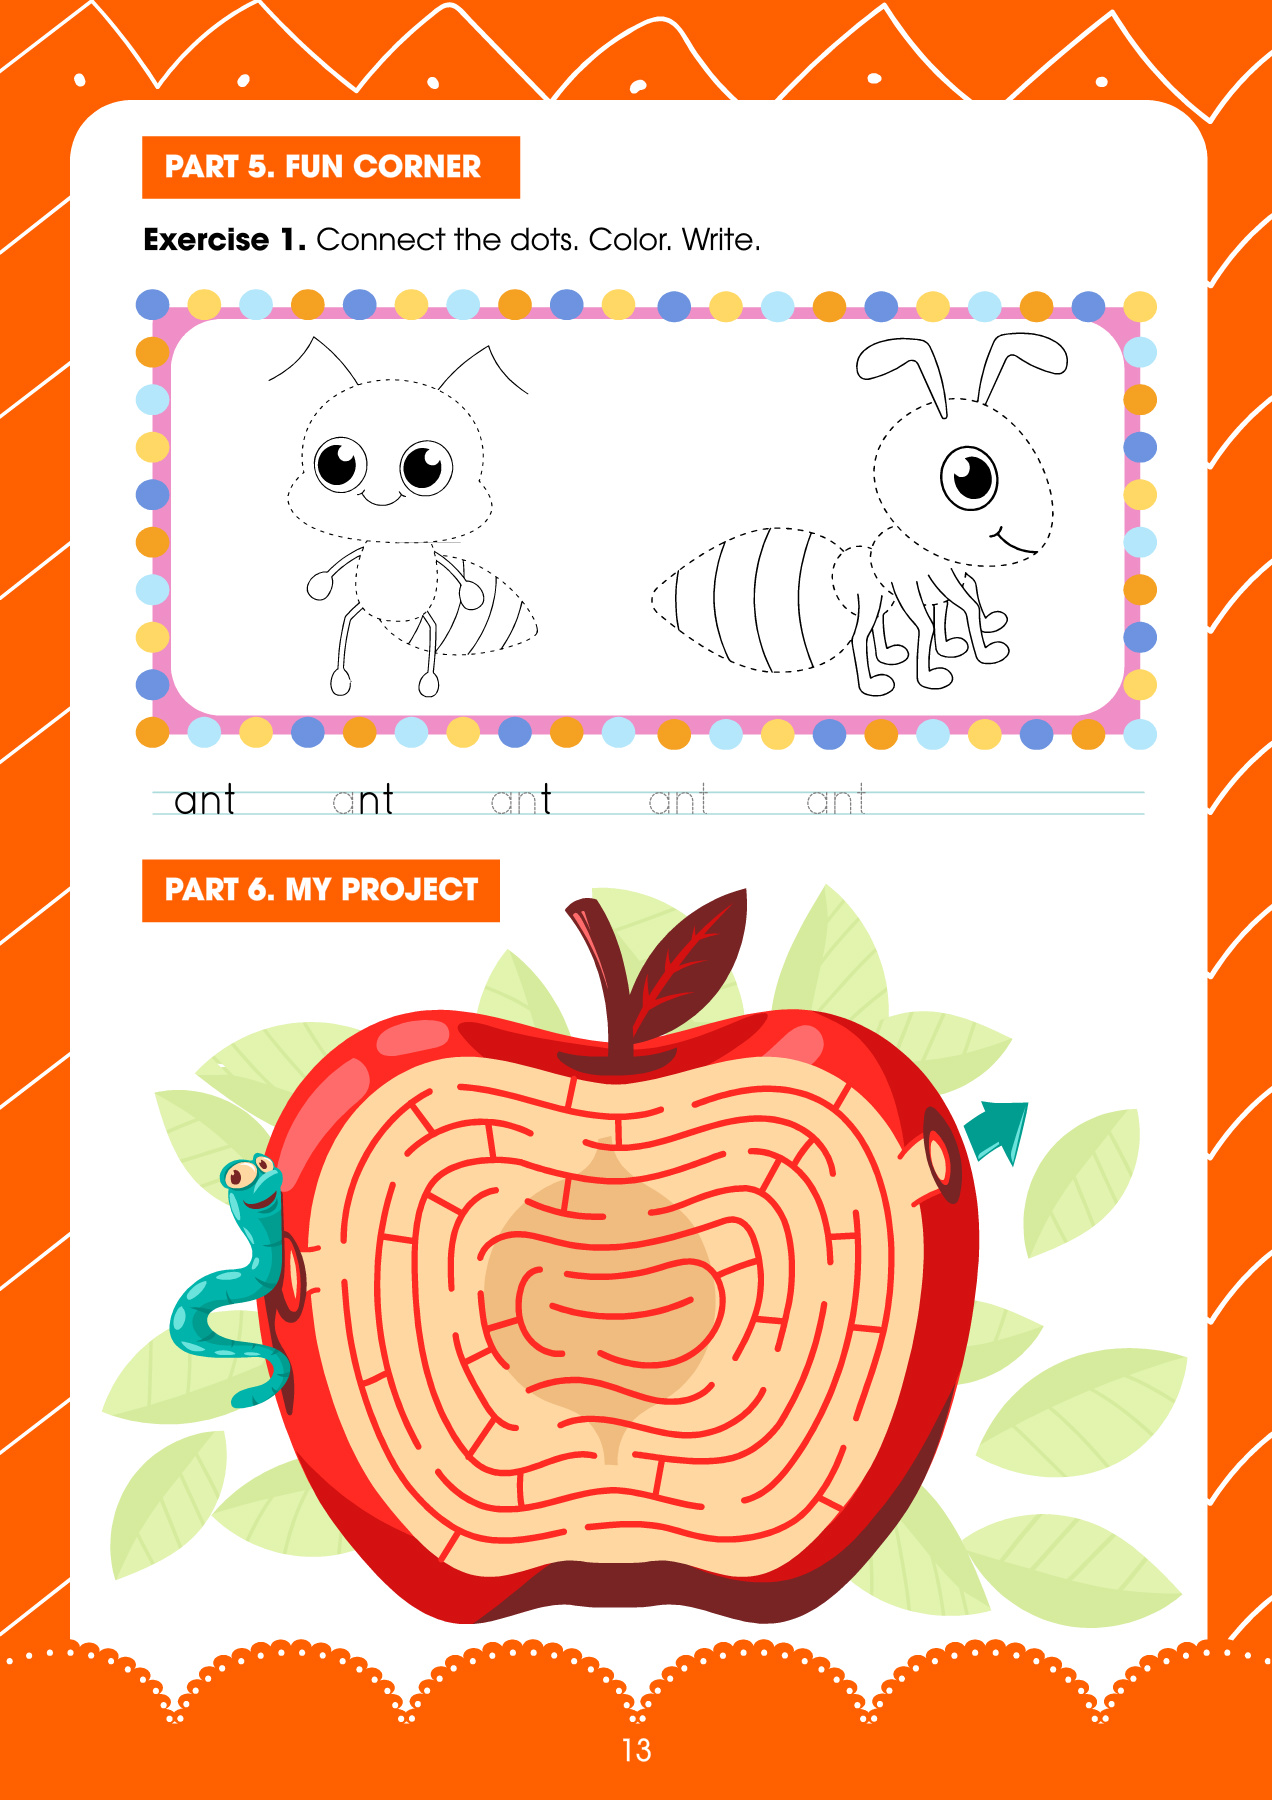 PART 5. FUN CORNER
Exercise 1. Connect the dots. Color. Write.
ant ant ant ant ant
PART 6. MY PROJECT
13